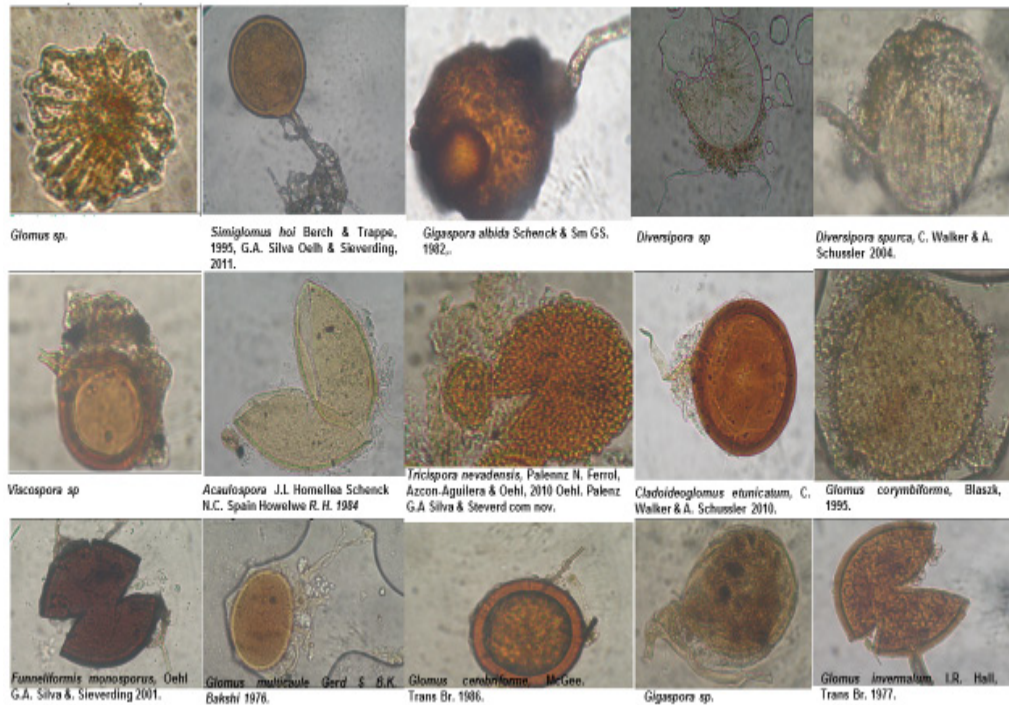 Glomus sp.
Simiglomus hoi Berch & Trappe,
1995, G.A. Silva Oelh & Sieverding,
2011.
Gigaspora albida Schenck & Sm GS.
1982,.
Diversipora sp
Diversipora spurca, C. Walker & A.
Schussler 2004.
Viscospora sp
Acaulospora J.L Homellea Schenck
N.C. Spain Howelwe R. H. 1984
Tricispora nevadensis, Palennz N. Ferrol,
Azcon-Aguilera & Oehl, 2010 Oehl. Palenz
G.A Silva & Steverd com nov.
Cladoideoglomus etunicatum, C.
Walker & A. Schussler 2010.
Glomus corymbiforme, Blaszk,
1995.
Funneliformis monosporus, Oehl
G.A. Silva &. Sieverding 2001.
Glomus multicaule Gerd $ B.K.
Bakshi 1976.
Glomus cerebriforme, McGee.
Trans Br. 1986.
Gigaspora sp.
Glomus invermalum, I.R. Hall,
Trans Br. 1977.